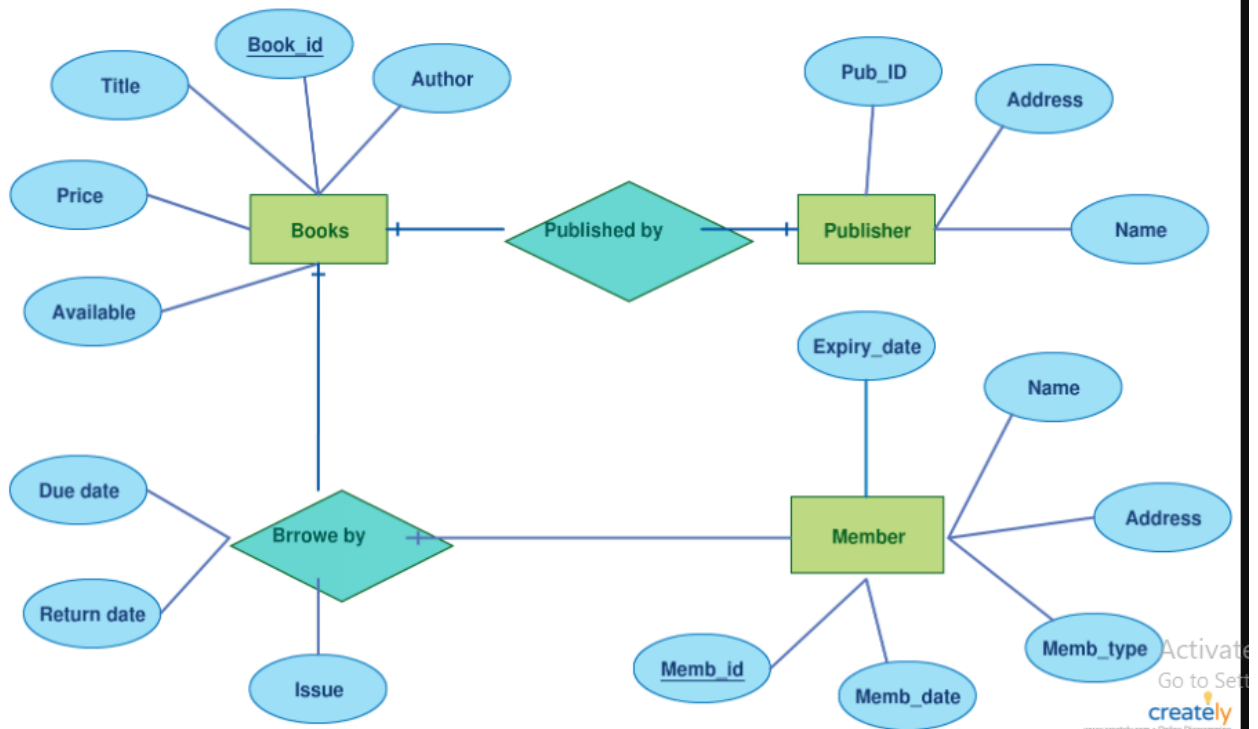 Book_id
Title
Author
Pub_ID
Address
Price
Books
Published by
Publisher
Name
Available
Expiry_date
Name
Due date
Brrowe by
Member
Address
Return date
Issue
Memb_id
Memb_date
Memb_type
Activate
Go to Sett
creately